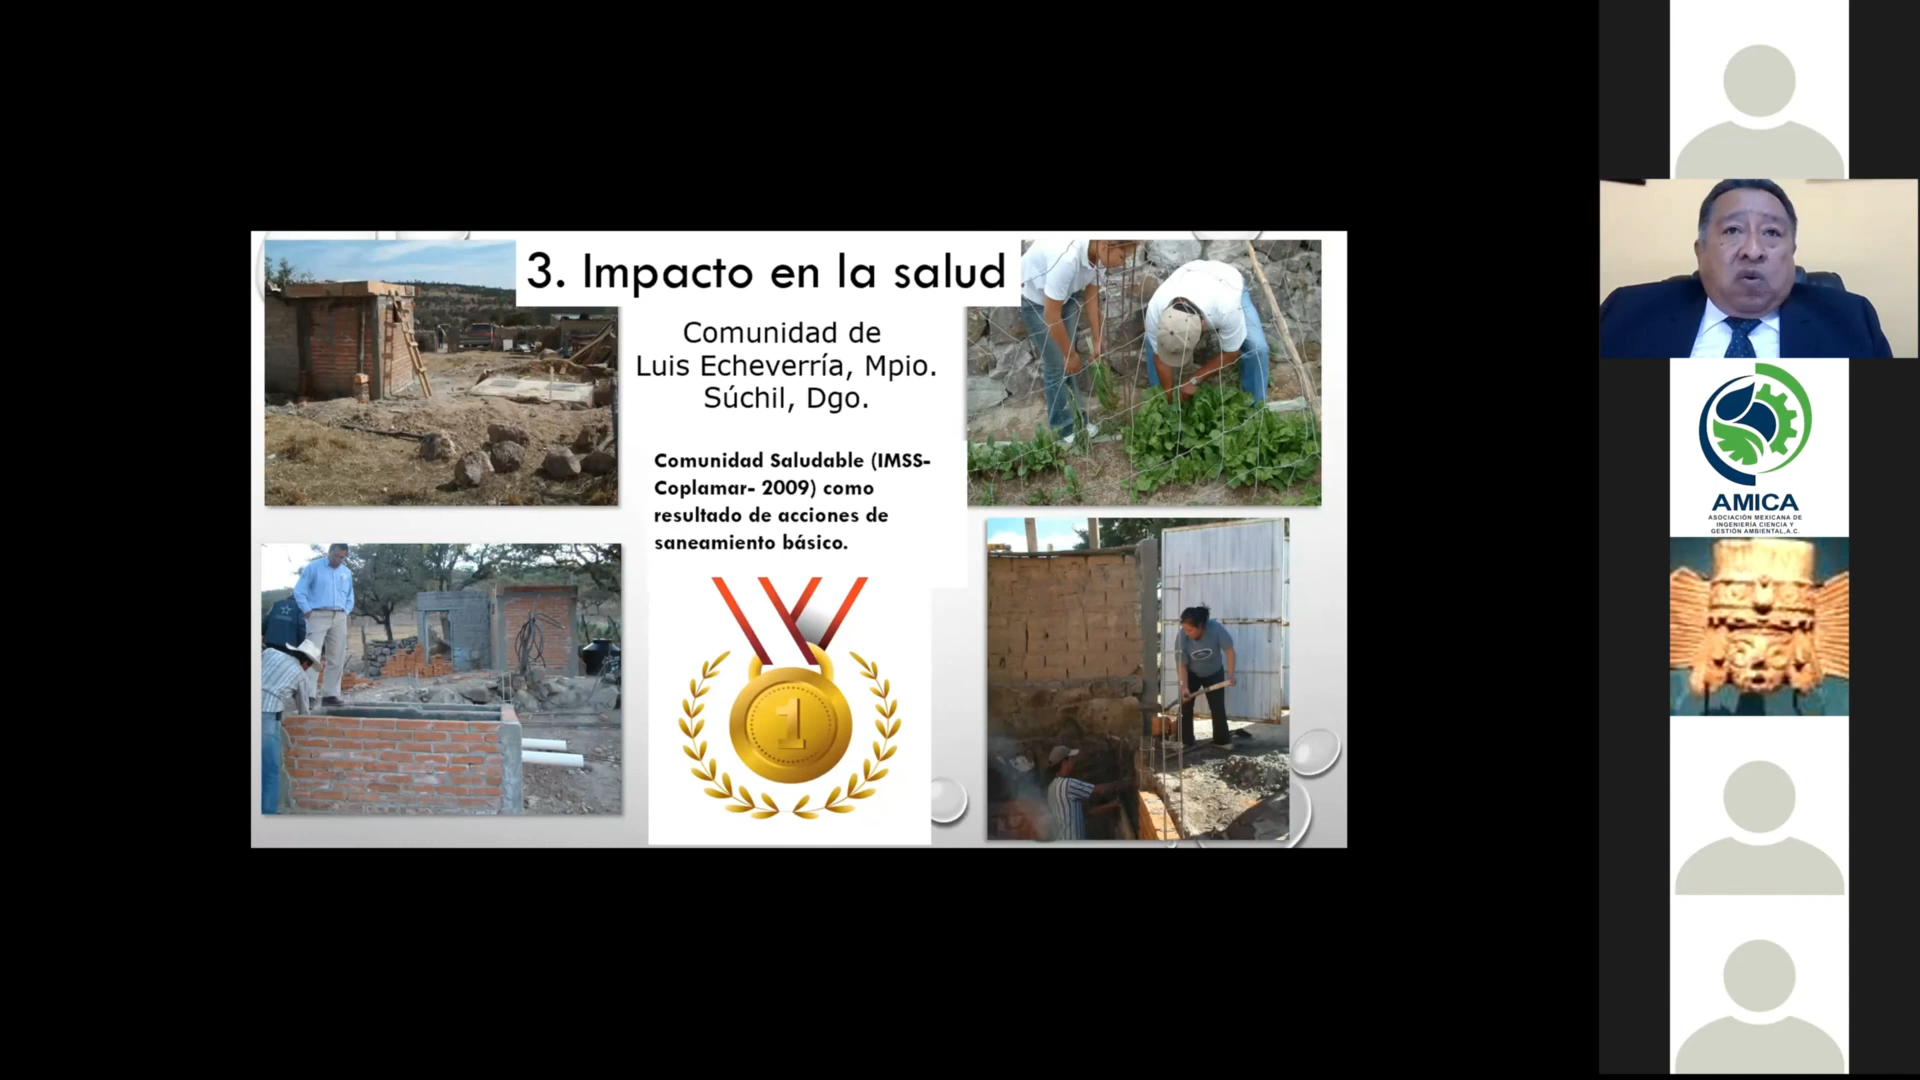 3. Impacto en la salud
Comunidad de
Luis Echeverría, Mpio.
Súchil, Dgo.
Comunidad Saludable (IMSS-
Coplamar- 2009) como
resultado de acciones de
saneamiento básico.
1
AMICA
ASOCIACIÓN MEXICANA DE
INGENIERÍA CIENCIA Y
GESTIÓN AMBIENTAL,A.C.